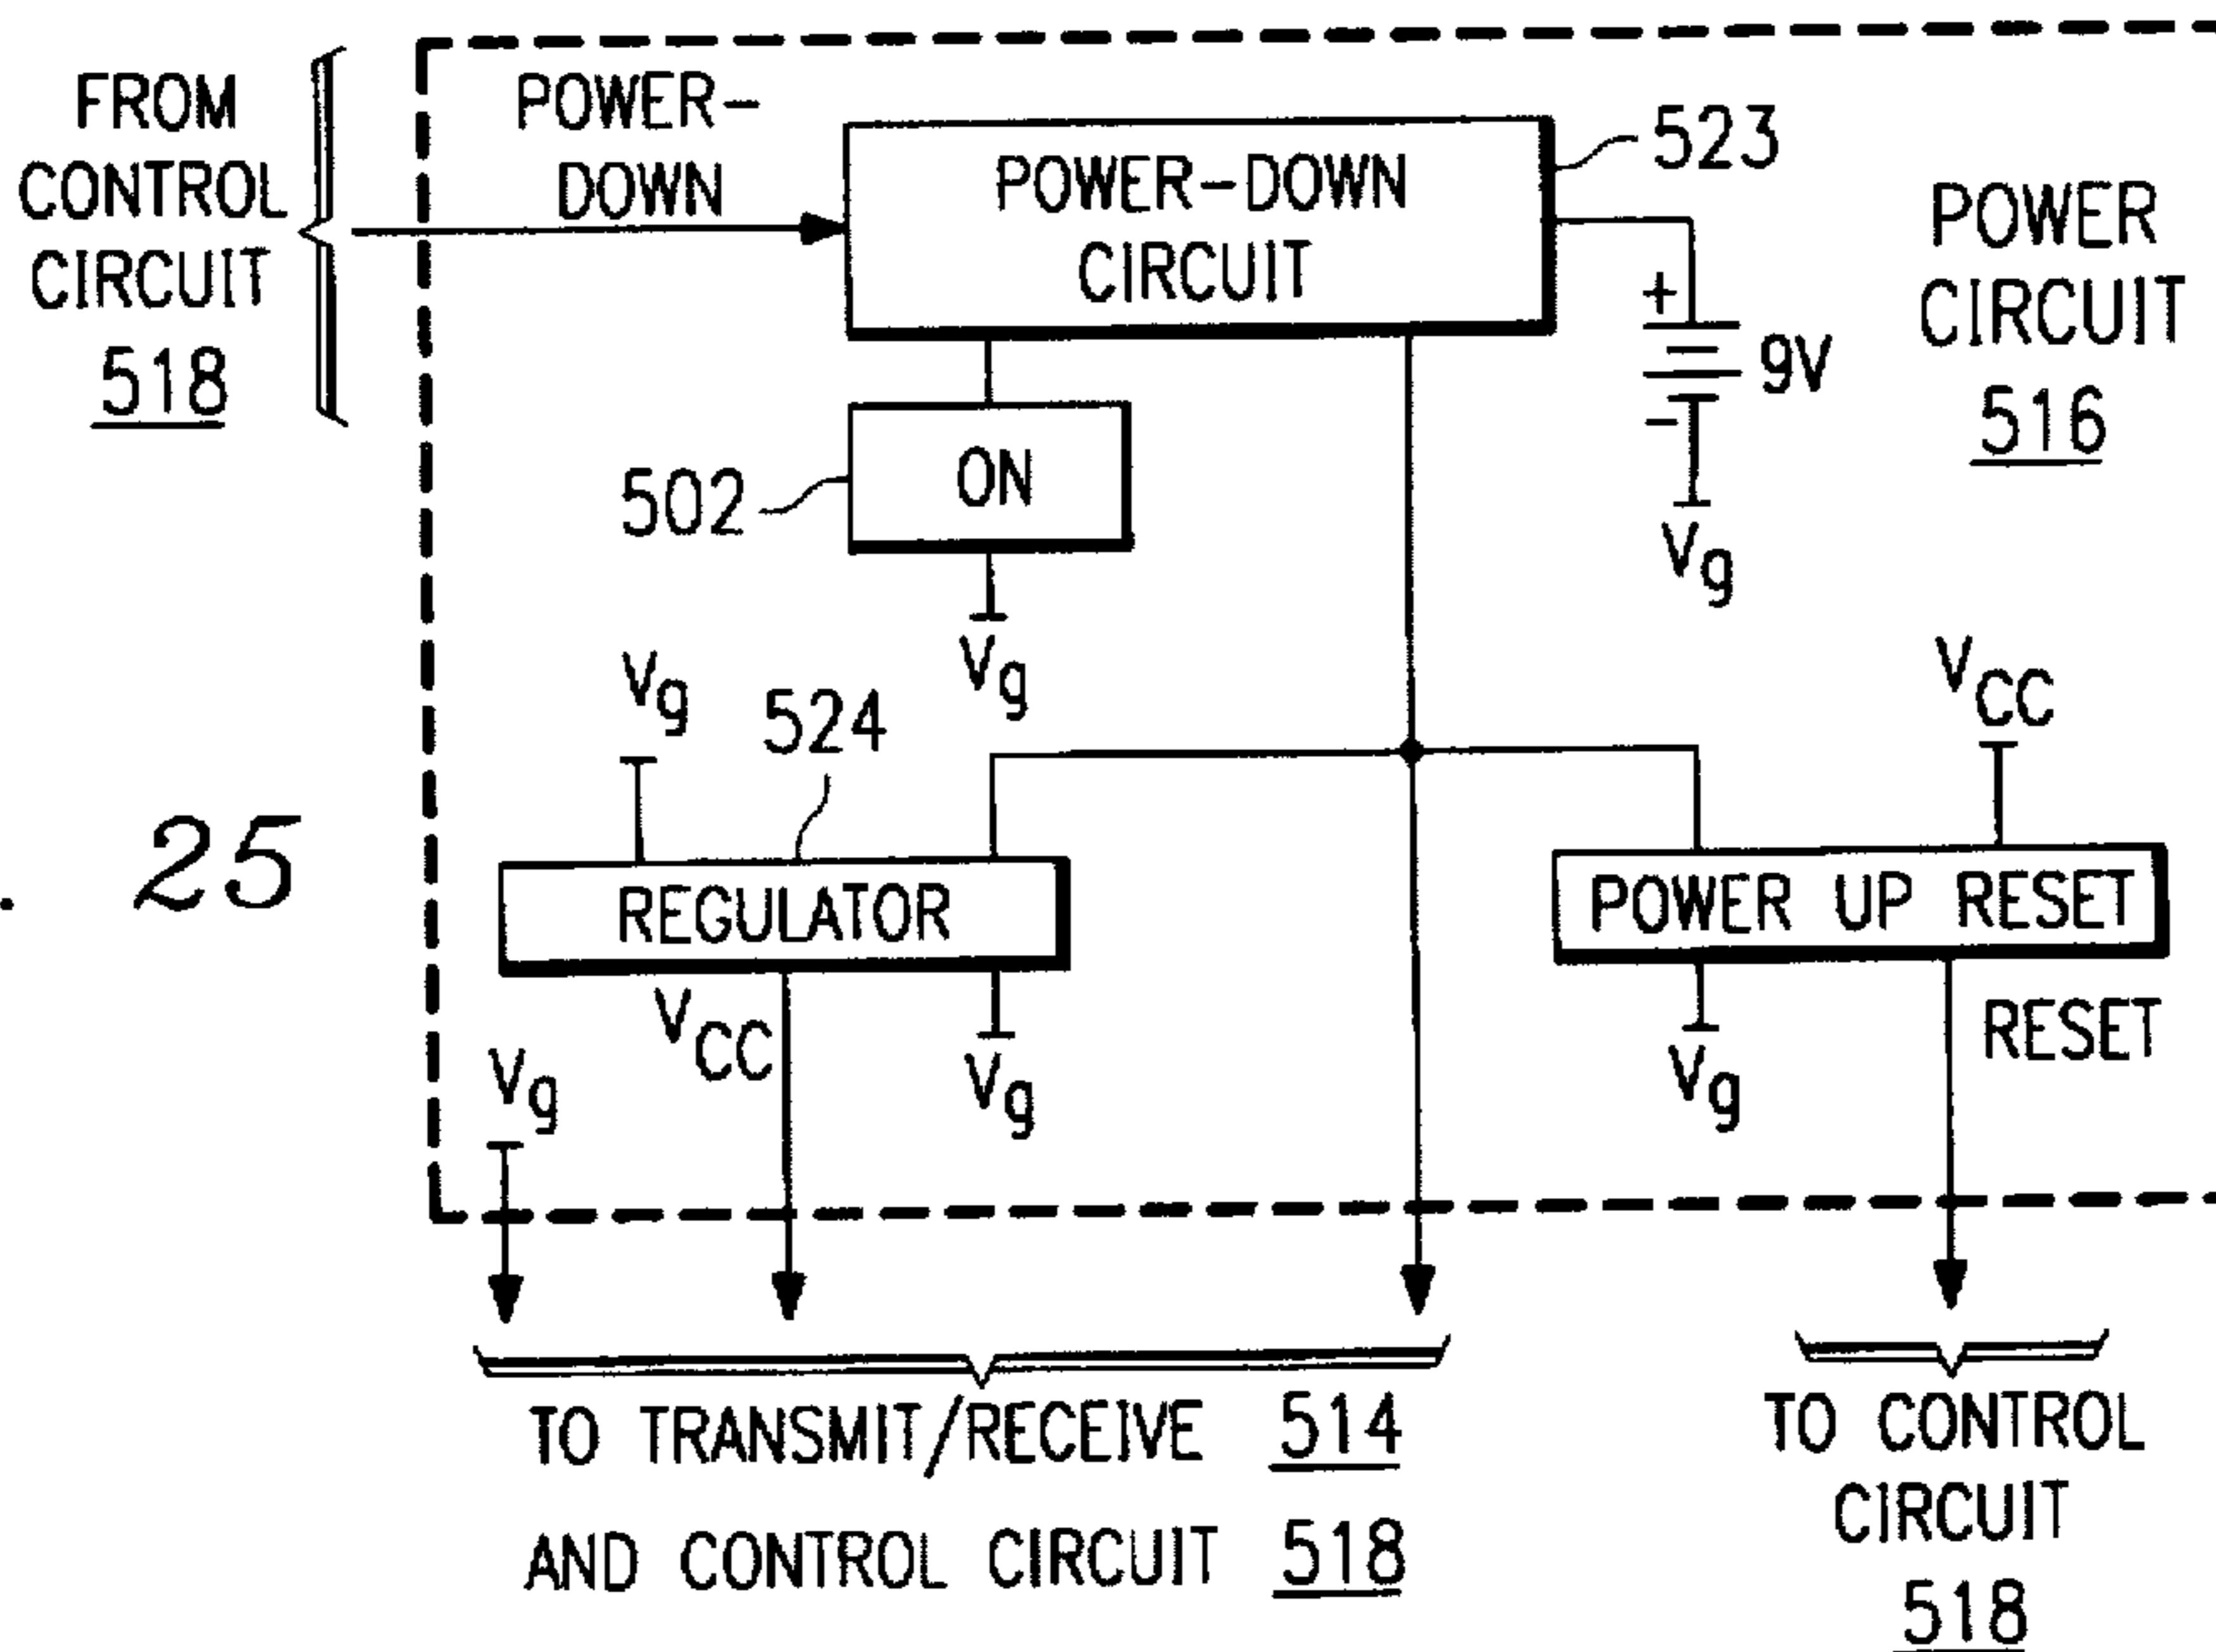 FROM
CONTROL
CIRCUIT
518
POWER-
DOWN
POWER-DOWN
CIRCUIT
523
POWER
CIRCUIT
516
+
9V
-
Vg
502
ON
Vg
Vg
524
VCC
. 25
REGULATOR
POWER UP RESET
VCC
Vg
Vg
RESET
Vg
TO TRANSMIT/RECEIVE 514
AND CONTROL CIRCUIT 518
TO CONTROL
CIRCUIT
518